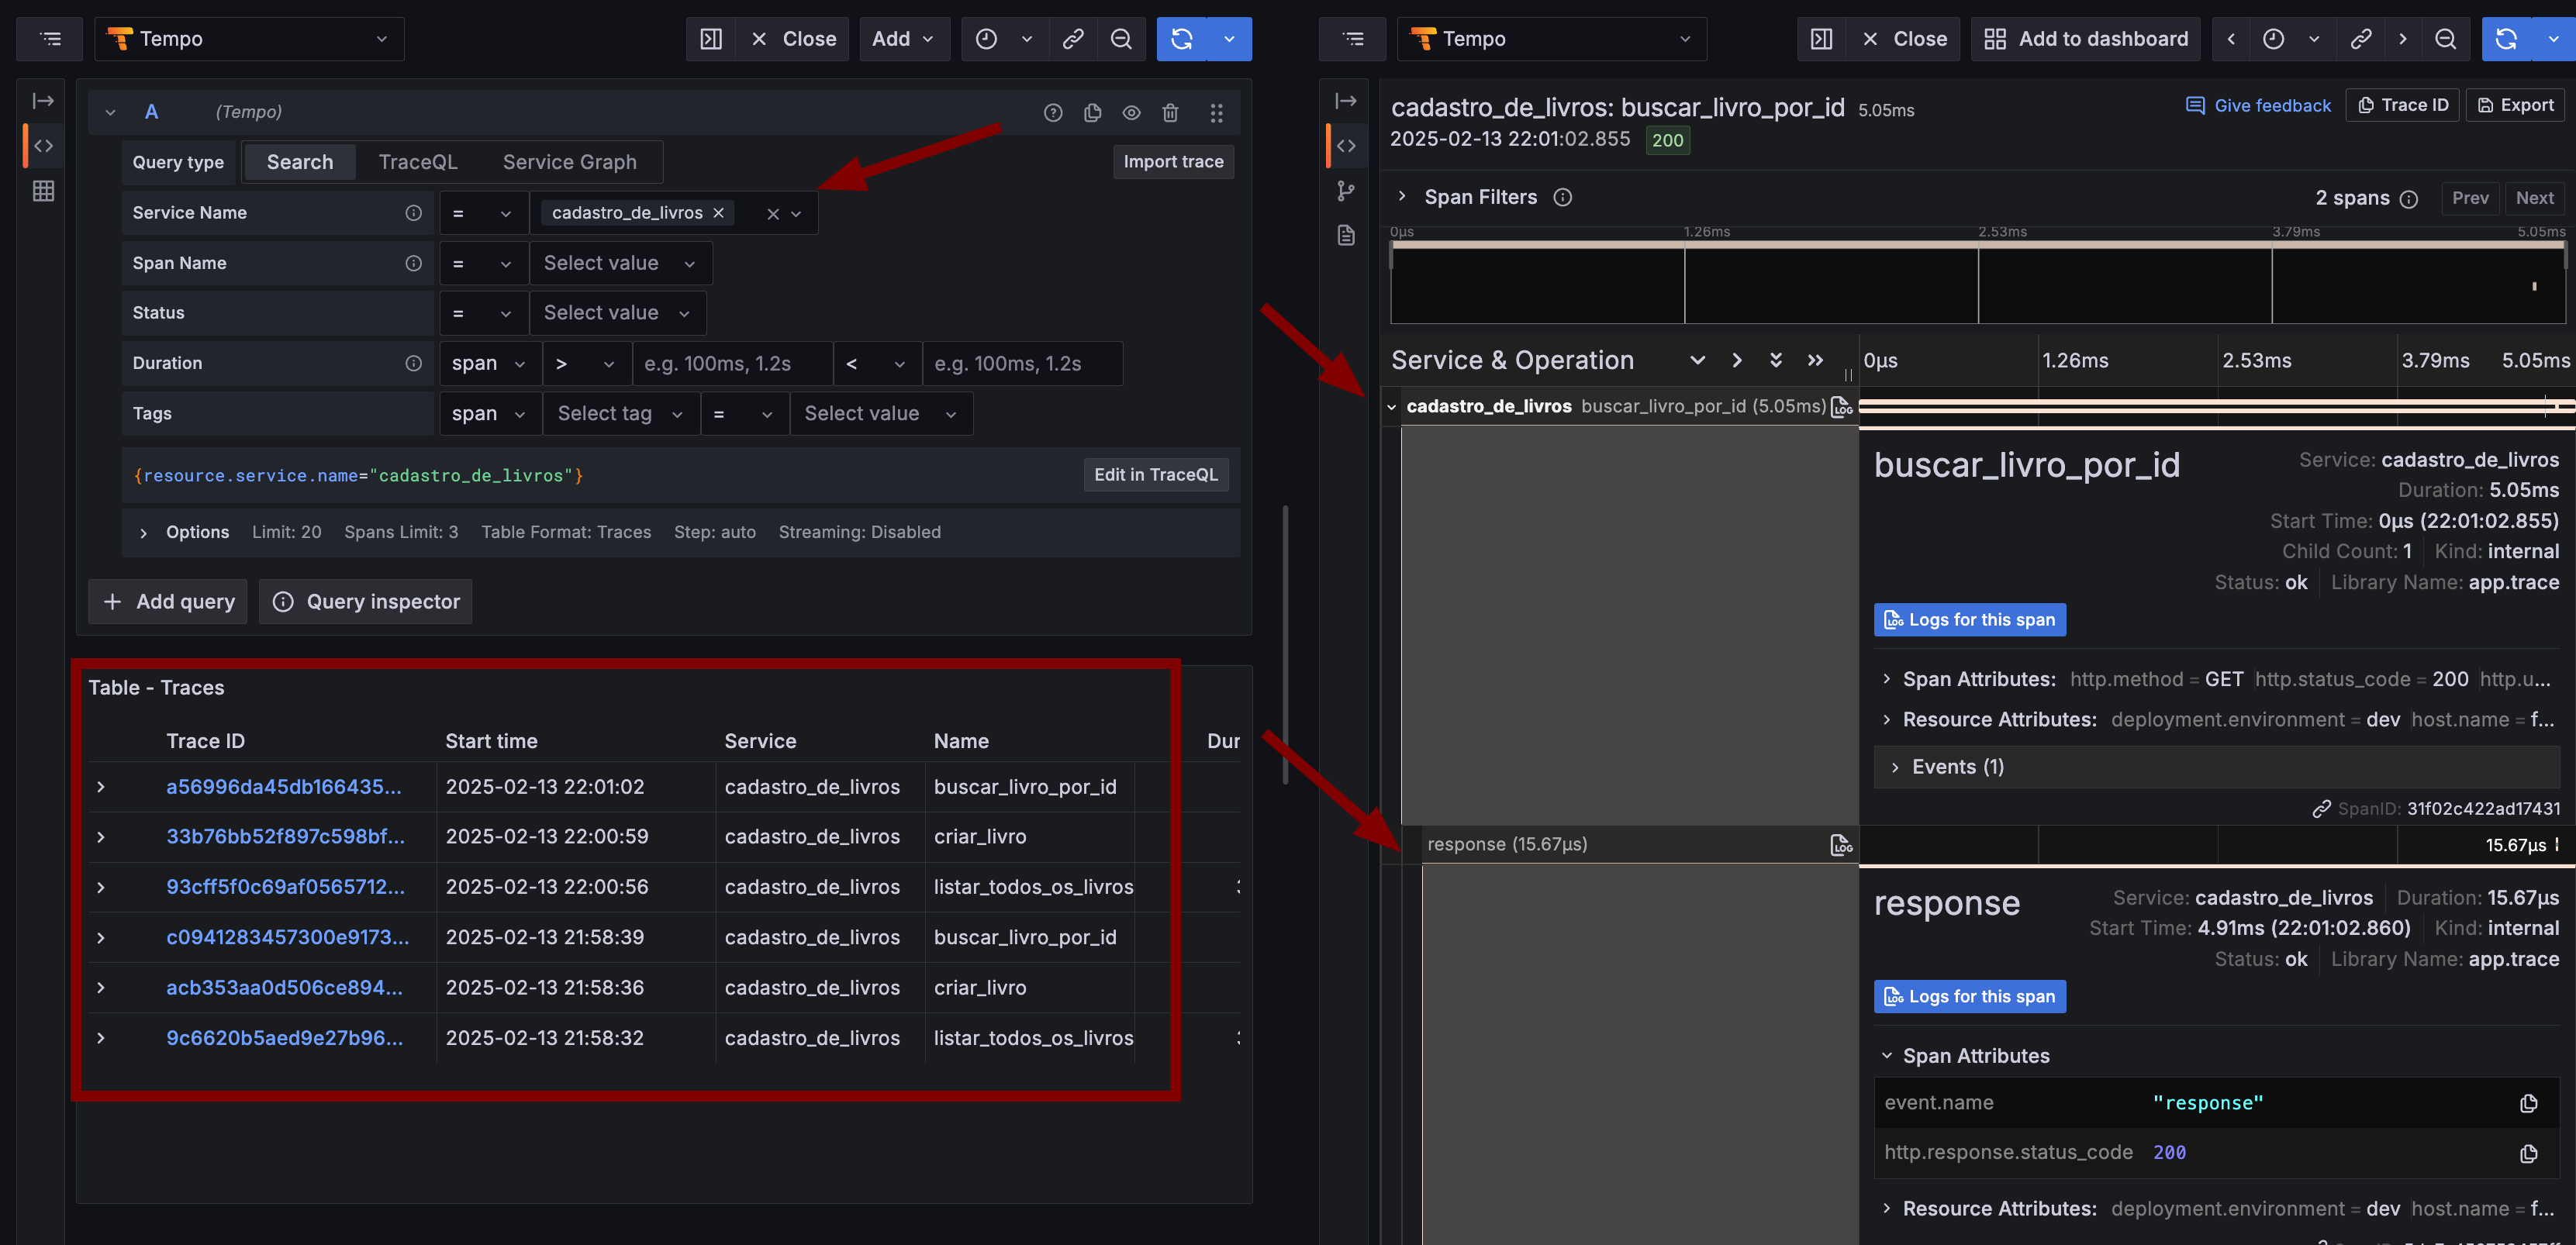 Tempo
Close
Add
A (Tempo)
Query type Search TraceQL Service Graph Import trace
Service Name = cadastro_de_livros
Span Name = Select value
Status = Select value
Duration span > e.g. 100ms, 1.2s < e.g. 100ms, 1.2s
Tags span Select tag = Select value
{resource.service.name="cadastro_de_livros"} Edit in TraceQL
Options Limit: 20 Spans Limit: 3 Table Format: Traces Step: auto Streaming: Disabled
+ Add query Query inspector
Table - Traces
Trace ID Start time Service Name Dur
a56996da45db166435... 2025-02-13 22:01:02 cadastro_de_livros buscar_livro_por_id
33b76bb52f897c598bf... 2025-02-13 22:00:59 cadastro_de_livros criar_livro
93cff5f0c69af0565712... 2025-02-13 22:00:56 cadastro_de_livros listar_todos_os_livros
c0941283457300e9173... 2025-02-13 21:58:39 cadastro_de_livros buscar_livro_por_id
acb353aa0d506ce894... 2025-02-13 21:58:36 cadastro_de_livros criar_livro
9c6620b5aed9e27b96... 2025-02-13 21:58:32 cadastro_de_livros listar_todos_os_livros
Tempo
Close
Add to dashboard
cadastro_de_livros: buscar_livro_por_id 5.05ms
Give feedback Trace ID Export
2025-02-13 22:01:02.855 200
Span Filters 2 spans Prev Next
0µs 1.26ms 2.53ms 3.79ms 5.05ms
Service & Operation 0µs 1.26ms 2.53ms 3.79ms 5.05ms
cadastro_de_livros buscar_livro_por_id (5.05ms) LOG
buscar_livro_por_id Service: cadastro_de_livros
Duration: 5.05ms
Start Time: 0µs (22:01:02.855)
Child Count: 1 Kind: internal
Status: ok Library Name: app.trace
LOG Logs for this span
Span Attributes: http.method = GET http.status_code = 200 http.u...
Resource Attributes: deployment.environment = dev host.name = f...
Events (1)
SpanID: 31f02c422ad17431
response (15.67µs) LOG 15.67µs
response Service: cadastro_de_livros Duration: 15.67µs
Start Time: 4.91ms (22:01:02.860) Kind: internal
Status: ok Library Name: app.trace
LOG Logs for this span
Span Attributes
event.name "response"
http.response.status_code 200
Resource Attributes: deployment.environment = dev host.name = f...